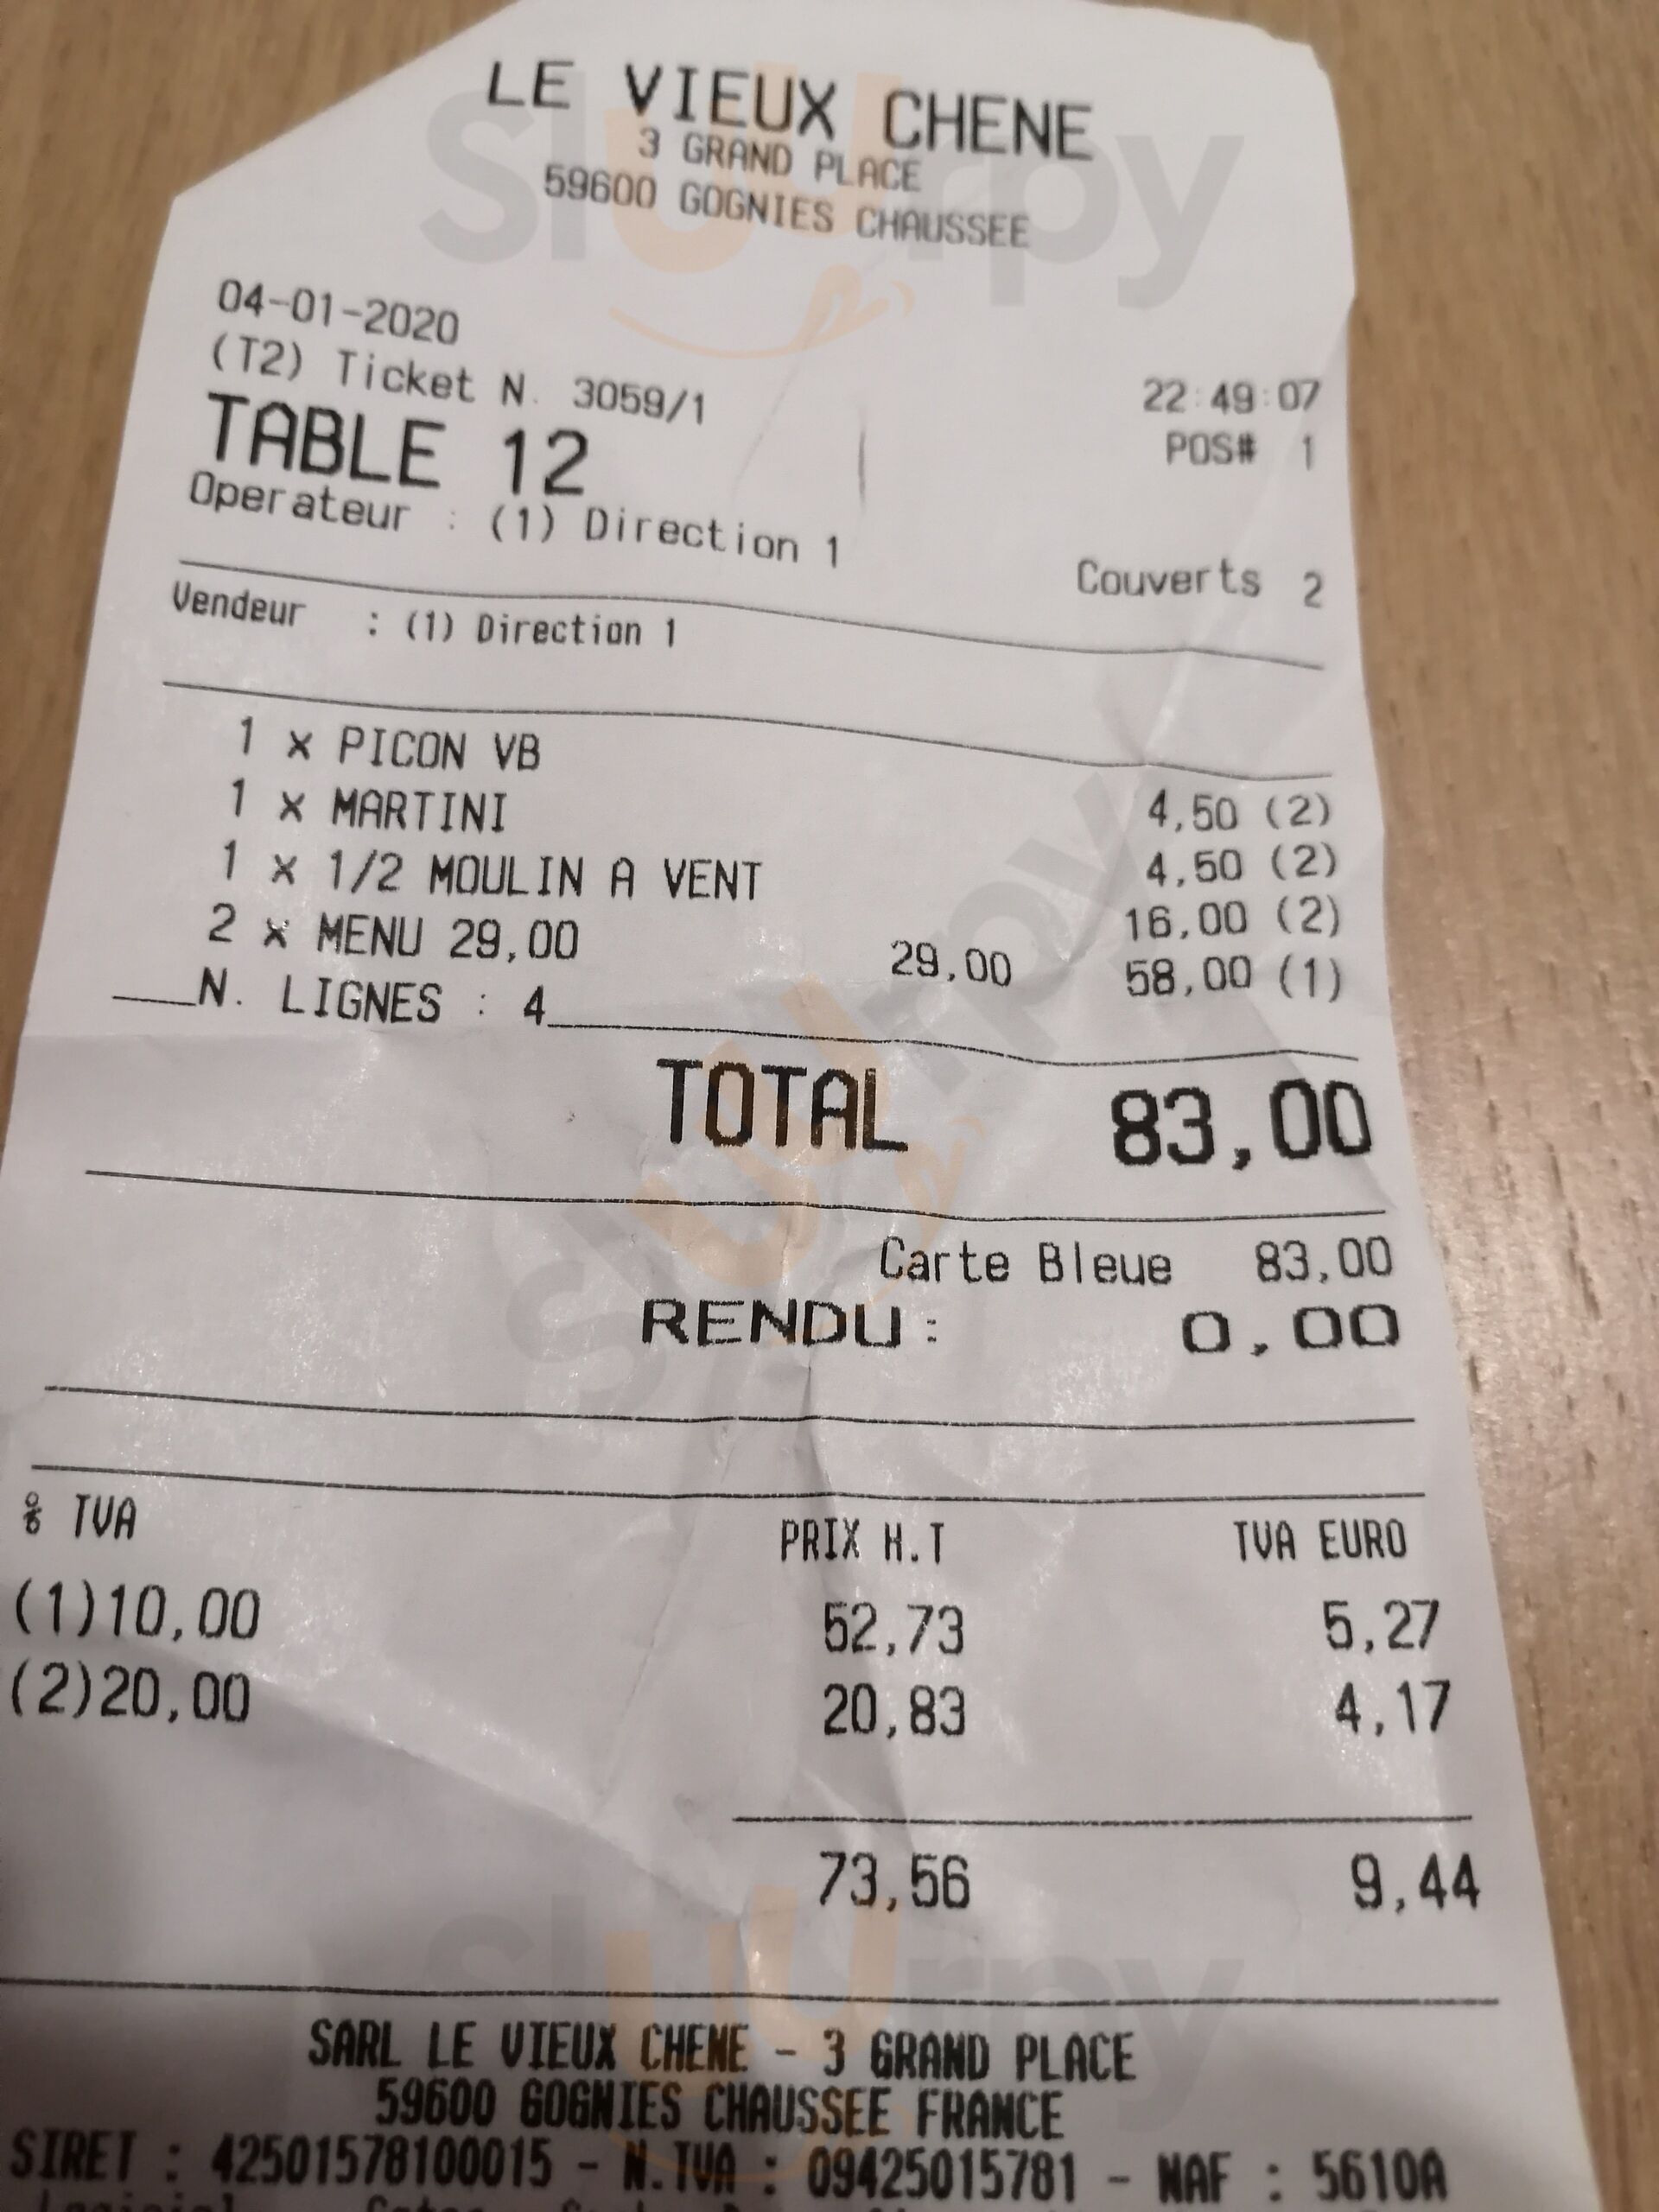 LE VIEUX CHENE
3 GRAND PLACE
59600 GOGNIES CHAUSSEE
04-01-2020 22:49:07
(T2) Ticket N. 3059/1 POS# 1
TABLE 12
Operateur : (1) Direction 1 Couverts 2
Vendeur : (1) Direction 1
1 x PICON VB 4,50 (2)
1 x MARTINI 4,50 (2)
1 x 1/2 MOULIN A VENT 16,00 (2)
2 x MENU 29,00 29,00 58,00 (1)
N. LIGNES : 4
TOTAL 83,00
Carte Bleue 83,00
RENDU: 0,00
% TVA PRIX H.T TVA EURO
(1)10,00 52,73 5,27
(2)20,00 20,83 4,17
73,56 9,44
SARL LE VIEUX CHENE - 3 GRAND PLACE
59600 GOGNIES CHAUSSEE FRANCE
SIRET : 42501578100015 - N.TVA : 09425015781 - NAF : 5610A
Slurpy
Slurpy
Slurpy